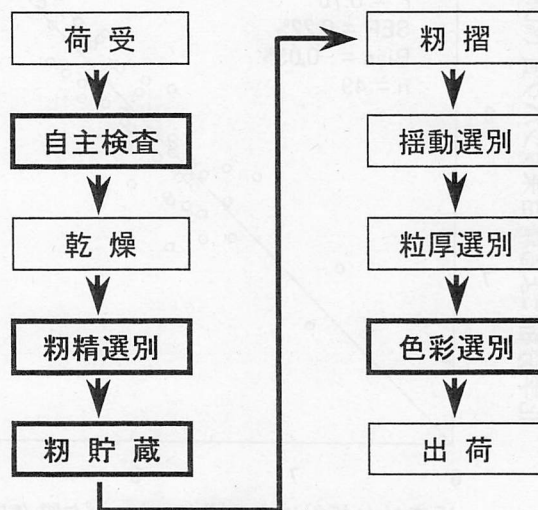 荷受
自主検査
乾燥
籾精選別
籾貯蔵
籾摺
揺動選別
粒厚選別
色彩選別
出荷